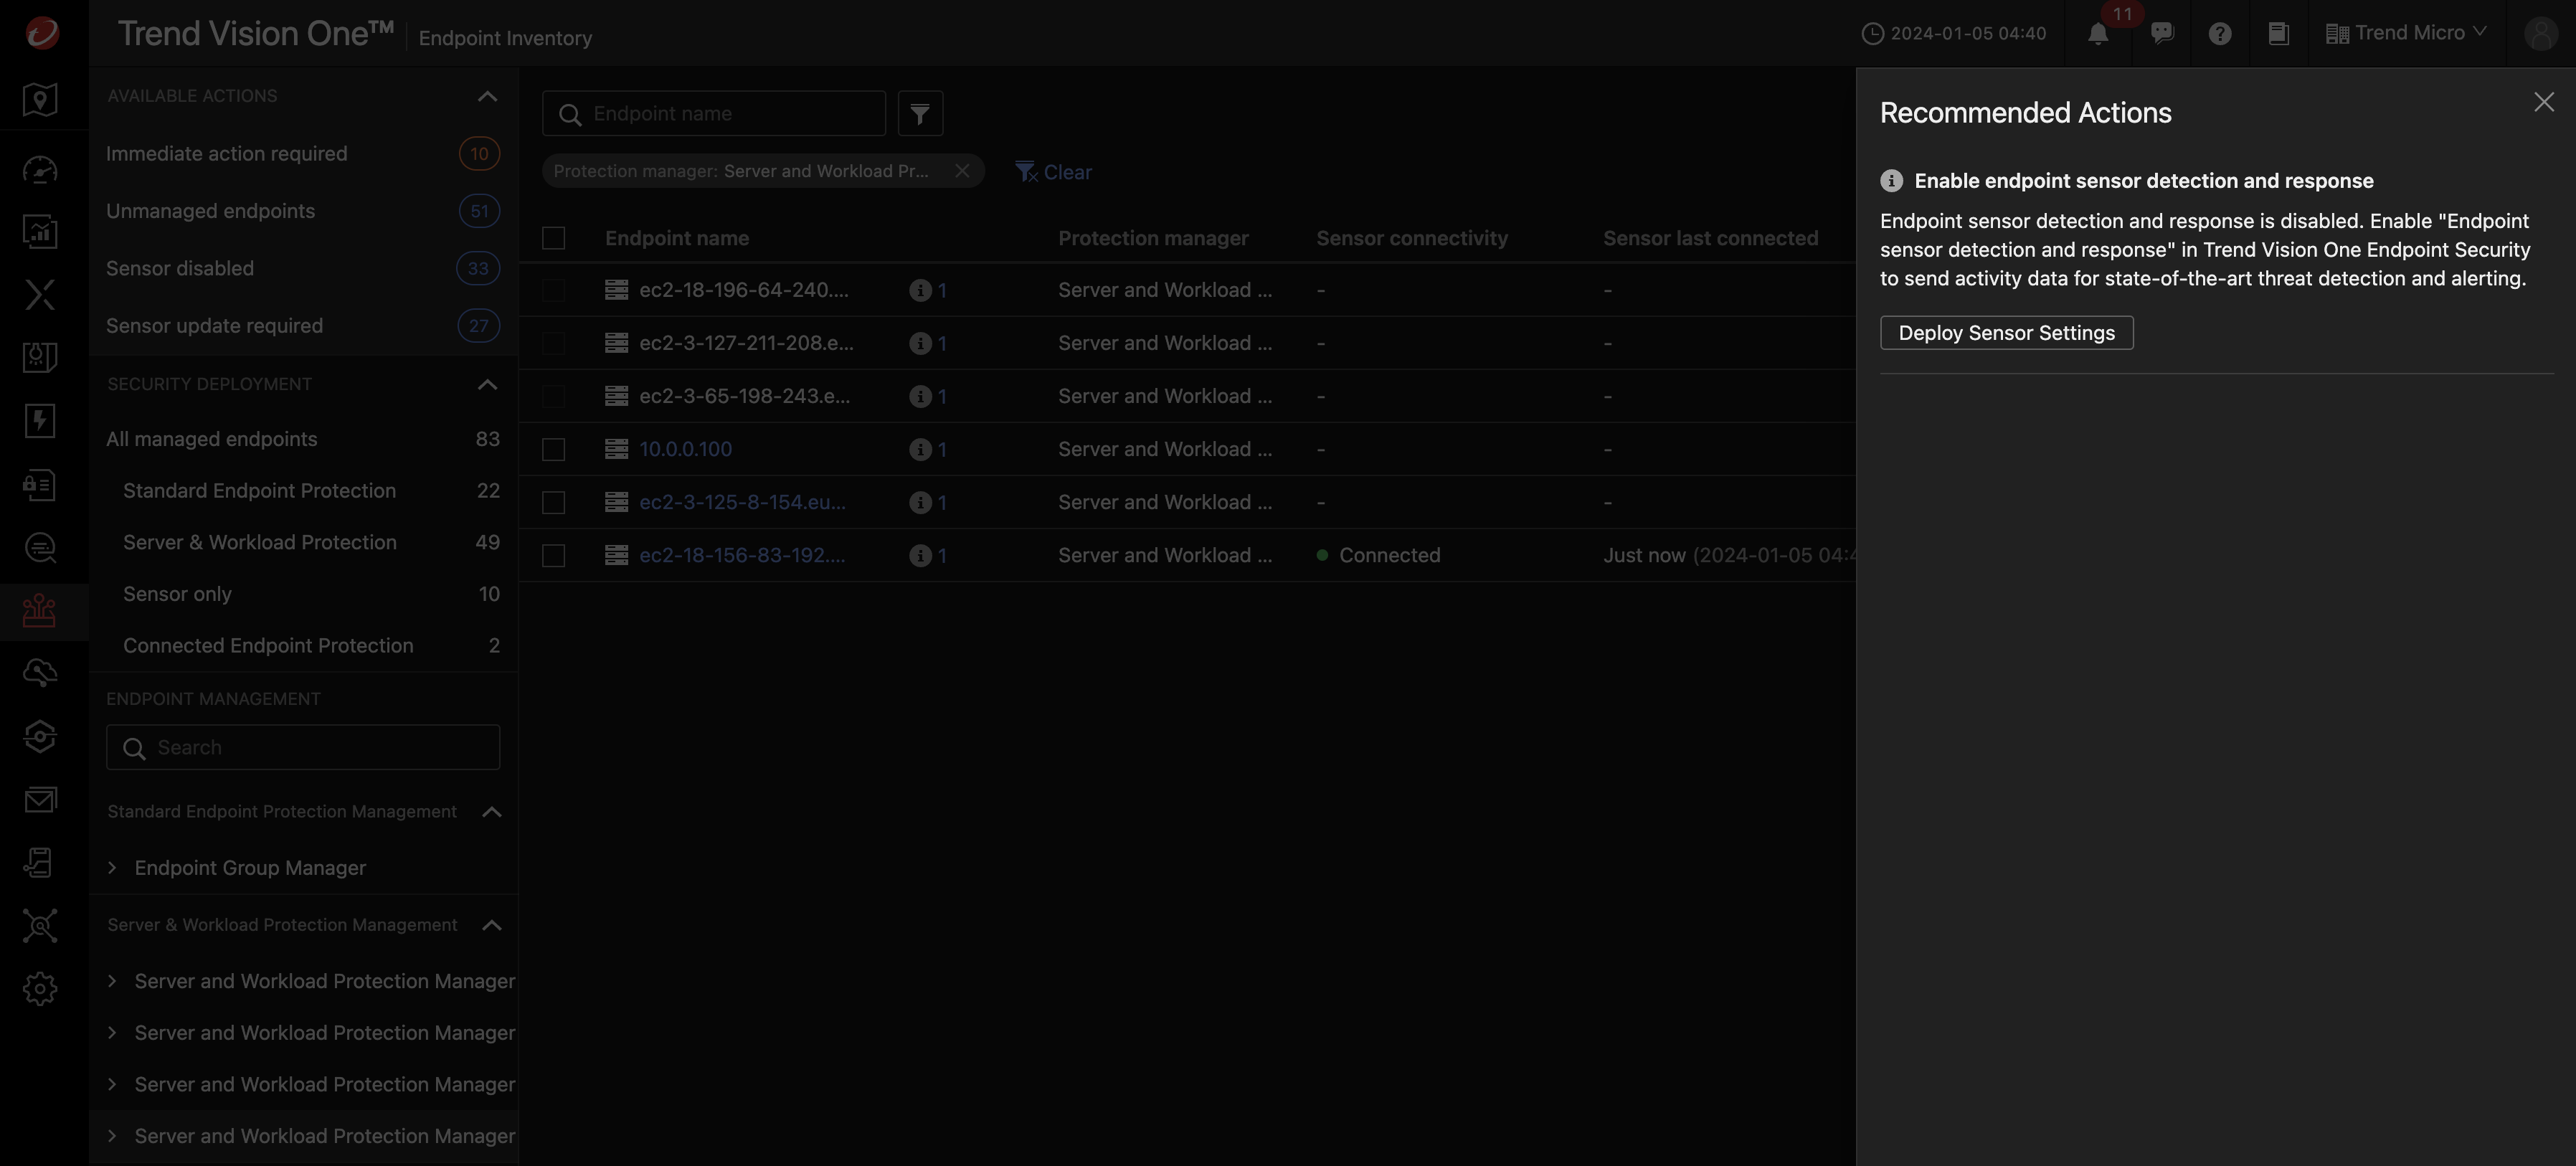 Trend Vision One™ Endpoint Inventory
2024-01-05 04:40
11
Trend Micro
AVAILABLE ACTIONS
Immediate action required 10
Unmanaged endpoints 51
Sensor disabled 33
Sensor update required 27
SECURITY DEPLOYMENT
All managed endpoints 83
Standard Endpoint Protection 22
Server & Workload Protection 49
Sensor only 10
Connected Endpoint Protection 2
ENDPOINT MANAGEMENT
Search
Standard Endpoint Protection Management
Endpoint Group Manager
Server & Workload Protection Management
Server and Workload Protection Manager
Server and Workload Protection Manager
Server and Workload Protection Manager
Server and Workload Protection Manager
Endpoint name
Protection manager: Server and Workload Pr...
Clear
Endpoint name Protection manager Sensor connectivity Sensor last connected
ec2-18-196-64-240.... 1 Server and Workload ... - -
ec2-3-127-211-208.e... 1 Server and Workload ... - -
ec2-3-65-198-243.e... 1 Server and Workload ... - -
10.0.0.100 1 Server and Workload ... - -
ec2-3-125-8-154.eu... 1 Server and Workload ... - -
ec2-18-156-83-192.... 1 Server and Workload ... Connected Just now (2024-01-05 04:4
Recommended Actions
Enable endpoint sensor detection and response
Endpoint sensor detection and response is disabled. Enable "Endpoint
sensor detection and response" in Trend Vision One Endpoint Security
to send activity data for state-of-the-art threat detection and alerting.
Deploy Sensor Settings